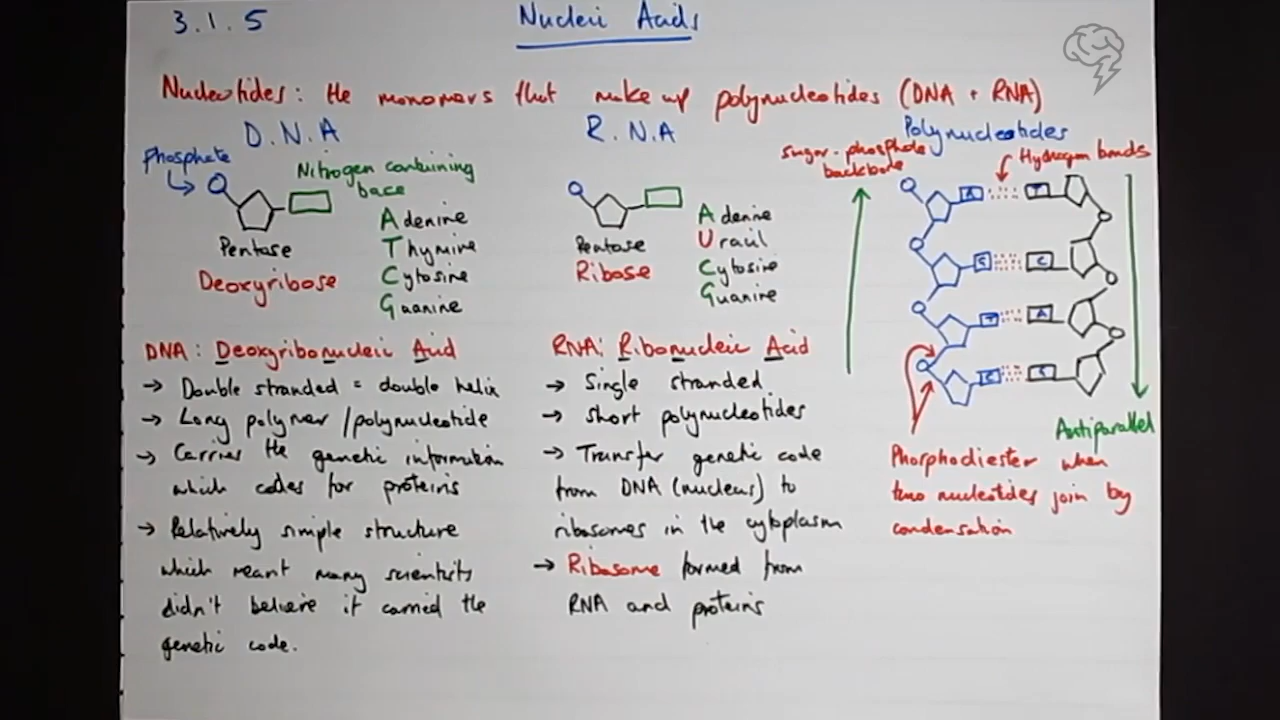 3.1.5
Nucleic Acids
Nucleotides: the monomers that make up polynucleotides (DNA + RNA)
D.N.A
Phosphate
Nitrogen containing
base
Pentose
Deoxyribose
Adenine
Thymine
Cytosine
Guanine
R.N.A
Pentose
Ribose
Adenine
Uracil
Cytosine
Guanine
Polynucleotides
Sugar-phosphate
backbone
Hydrogen bonds
A T
G C
T A
C G
Antiparallel
Phosphodiester when
two nucleotides join by
condensation
DNA: Deoxyribonucleic Acid
→ Double stranded = double helix
→ Long polymer / polynucleotide
→ Carries the genetic information
which codes for proteins
→ Relatively simple structure
which meant many scientists
didn't believe it carried the
genetic code.
RNA: Ribonucleic Acid
→ Single stranded
→ Short polynucleotides
→ Transfer genetic code
from DNA (nucleus) to
ribosomes in the cytoplasm
→ Ribosome formed from
RNA and proteins